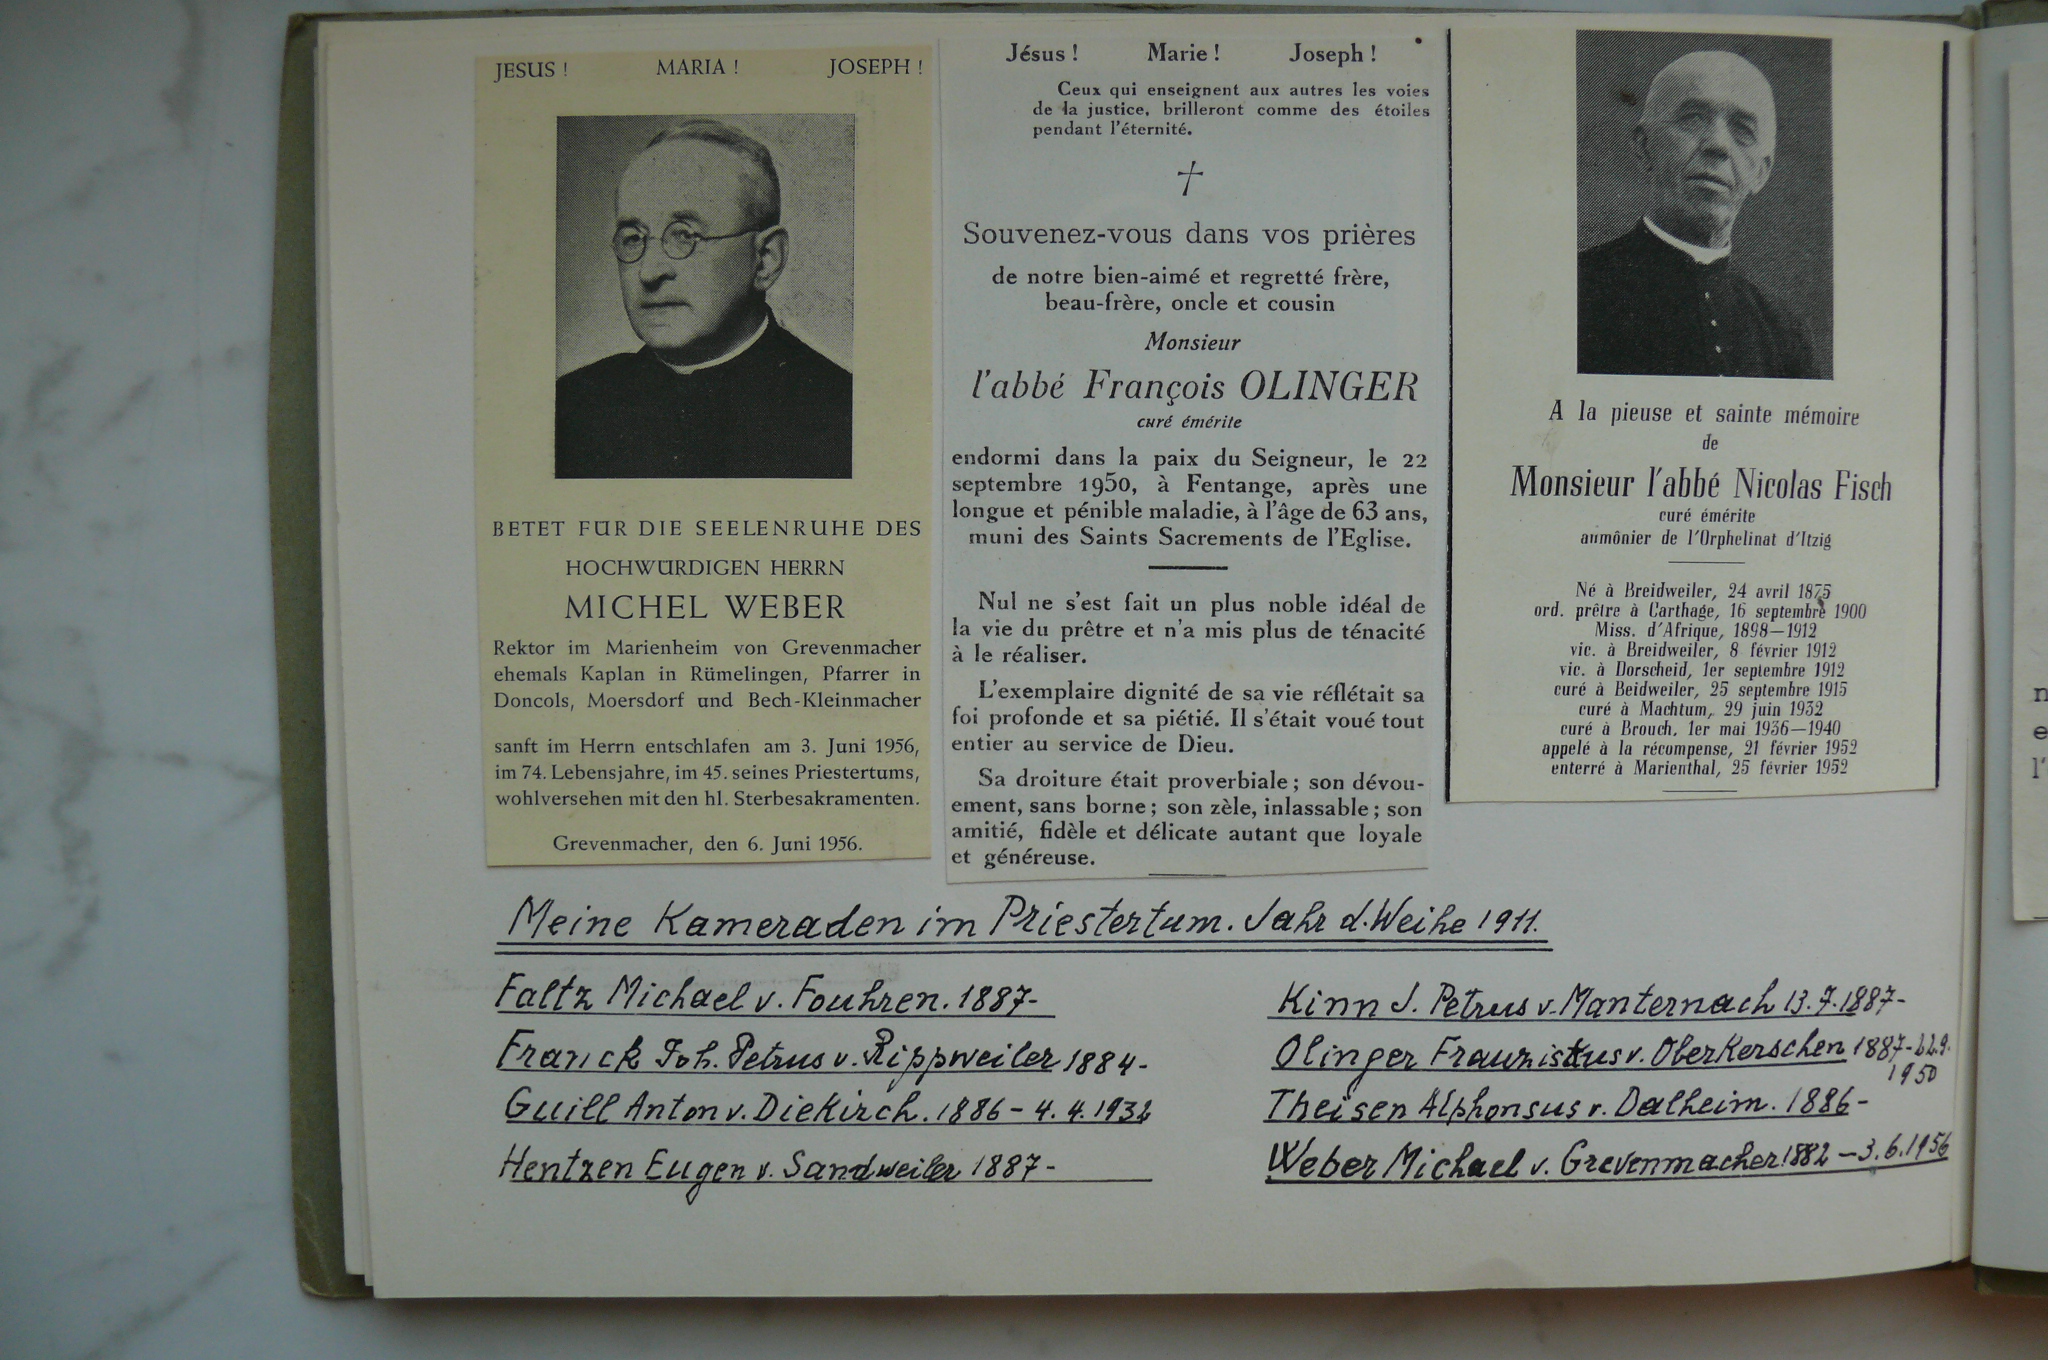 JESUS ! MARIA ! JOSEPH !
BETET FÜR DIE SEELENRUHE DES
HOCHWÜRDIGEN HERRN
MICHEL WEBER
Rektor im Marienheim von Grevenmacher
ehemals Kaplan in Rümelingen, Pfarrer in
Doncols, Moersdorf und Bech-Kleinmacher
sanft im Herrn entschlafen am 3. Juni 1956,
im 74. Lebensjahre, im 45. seines Priestertums,
wohlversehen mit den hl. Sterbesakramenten.
Grevenmacher, den 6. Juni 1956.
Jésus ! Marie ! Joseph !
Ceux qui enseignent aux autres les voies
de la justice, brilleront comme des étoiles
pendant l'éternité.
Souvenez-vous dans vos prières
de notre bien-aimé et regretté frère,
beau-frère, oncle et cousin
Monsieur
l'abbé François OLINGER
curé émérite
endormi dans la paix du Seigneur, le 22
septembre 1950, à Fentange, après une
longue et pénible maladie, à l'âge de 63 ans,
muni des Saints Sacrements de l'Eglise.
Nul ne s'est fait un plus noble idéal de
la vie du prêtre et n'a mis plus de ténacité
à le réaliser.
L'exemplaire dignité de sa vie réflétait sa
foi profonde et sa piétié. Il s'était voué tout
entier au service de Dieu.
Sa droiture était proverbiale ; son dévou-
ement, sans borne ; son zèle, inlassable ; son
amitié, fidèle et délicate autant que loyale
et généreuse.
A la pieuse et sainte mémoire
de
Monsieur l'abbé Nicolas Fisch
curé émérite
aumônier de l'Orphelinat d'Itzig
Né à Breidweiler, 24 avril 1875
ord. prêtre à Carthage, 16 septembre 1900
Miss. d'Afrique, 1898—1912
vic. à Breidweiler, 8 février 1912
vic. à Dorscheid, 1er septembre 1912
curé à Beidweiler, 25 septembre 1915
curé à Machtum, 29 juin 1932
curé à Brouch, 1er mai 1936—1940
appelé à la récompense, 21 février 1952
enterré à Marienthal, 25 février 1952
Meine Kameraden im Priestertum. Jahr d. Weihe 1911.
Faltz Michael v. Fouhren. 1887-
Franck Joh. Petrus v. Rippweiler 1884-
Guill Anton v. Diekirch. 1886 - 4.4.1932
Hentzen Eugen v. Sandweiler 1887-
Kinn J. Petrus v. Manternach 13.7.1887-
Olinger Franziskus v. Oberkerschen 1887-22.9.
1950
Theisen Alphonsus v. Dalheim. 1886-
Weber Michael v. Grevenmacher 1882 - 3.6.1956